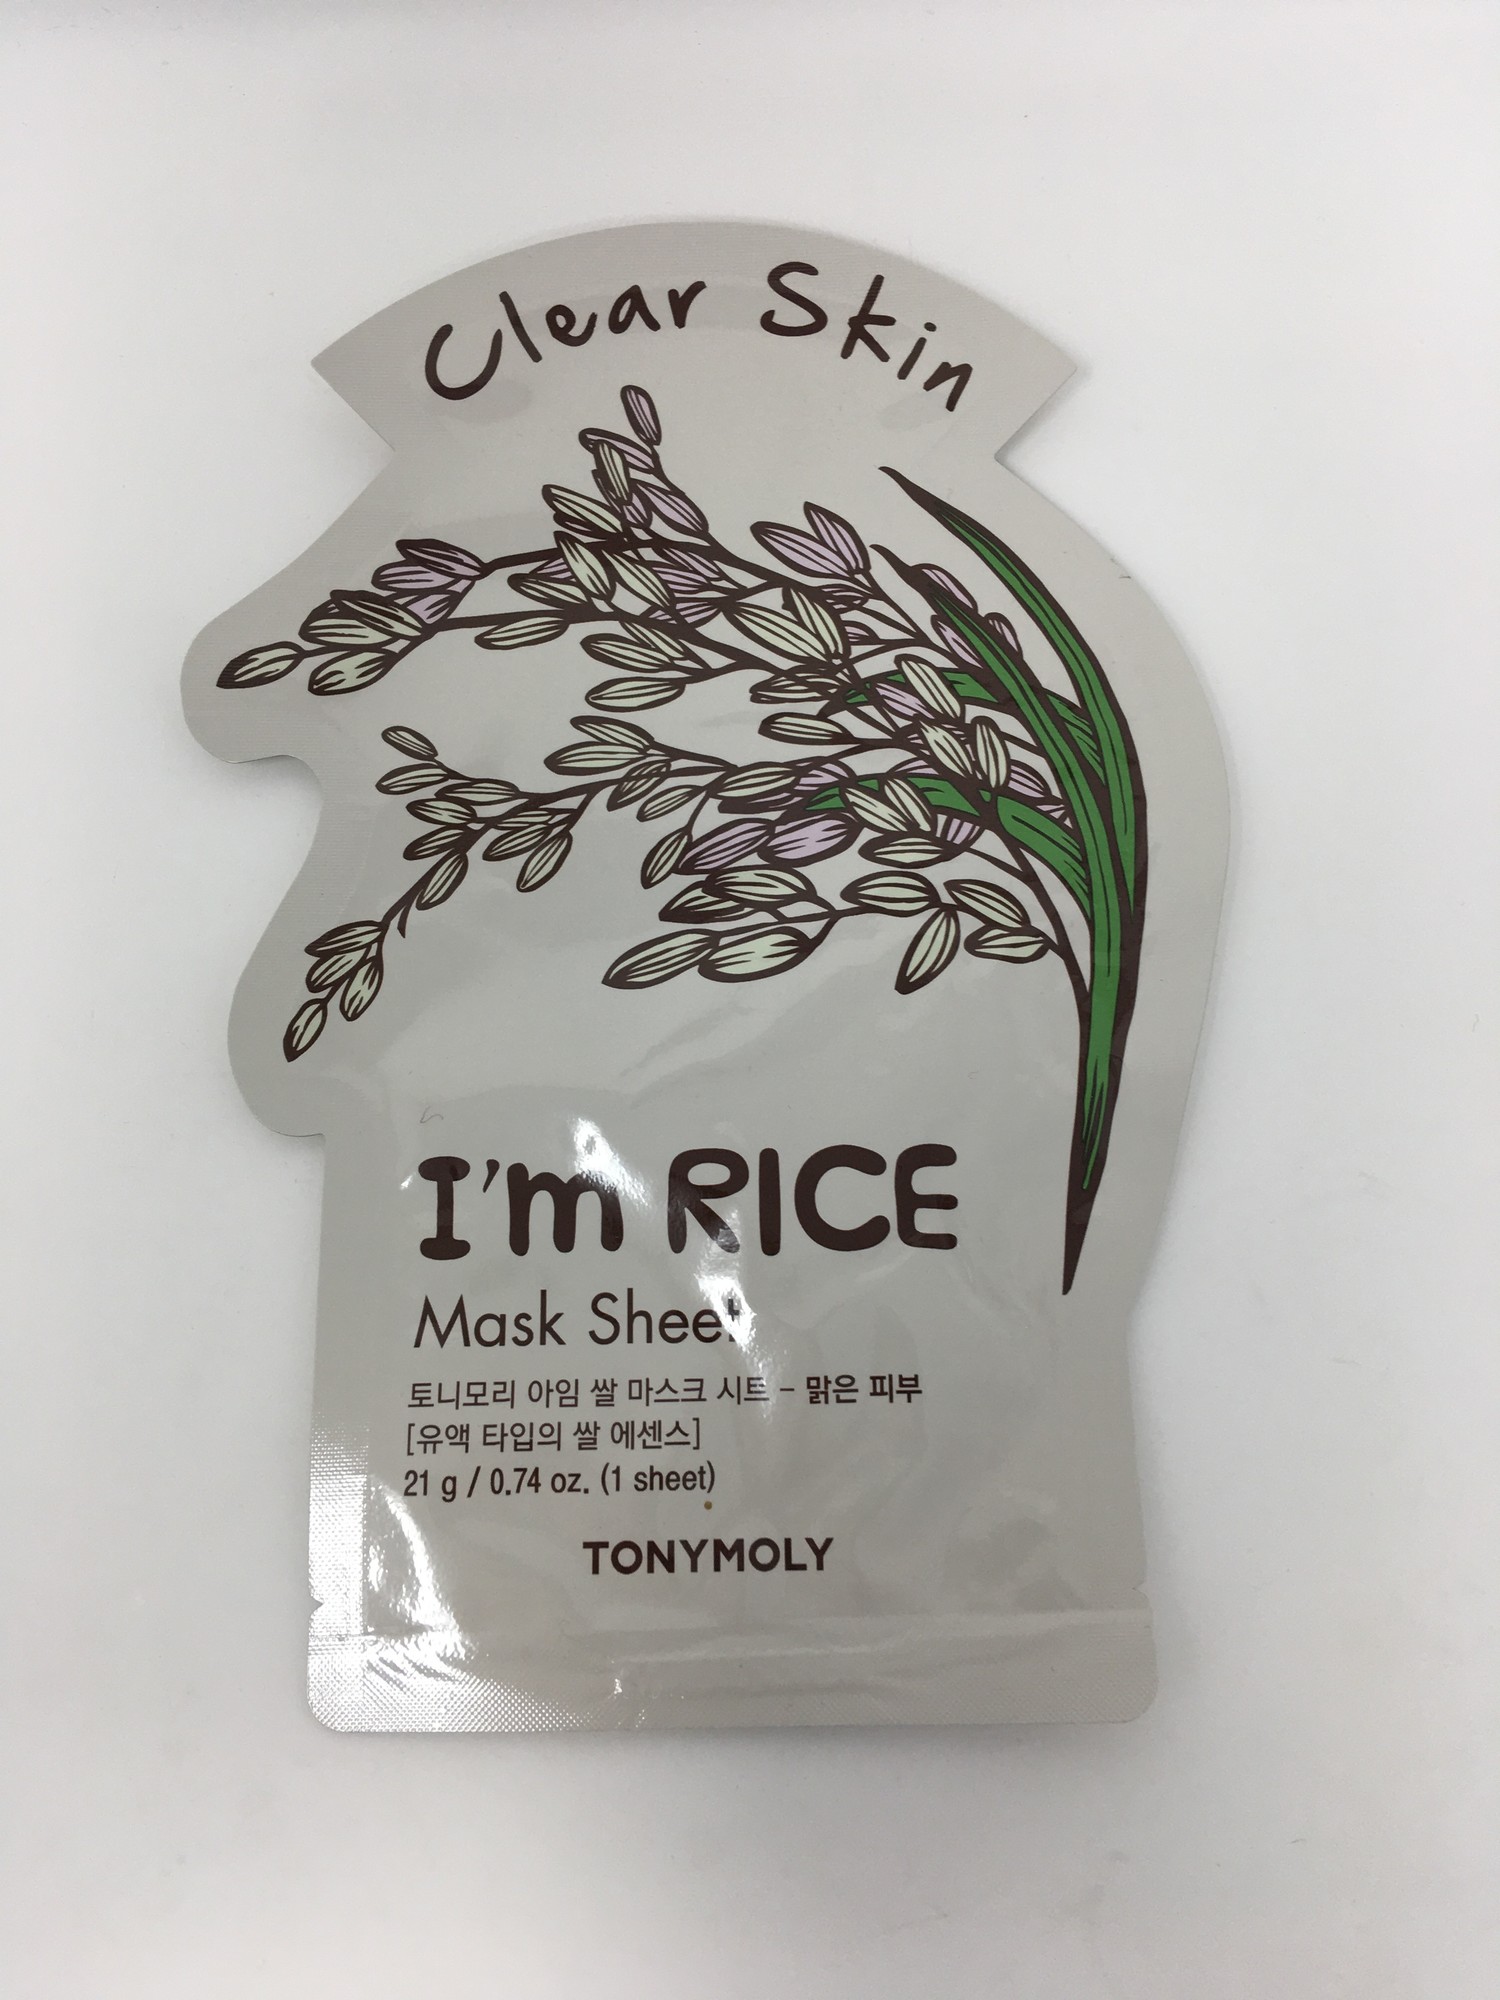 Clear Skin
I'm RICE
Mask Sheet
토니모리 아임 쌀 마스크 시트 - 맑은 피부
[유액 타입의 쌀 에센스]
21 g / 0.74 oz. (1 sheet)
TONYMOLY